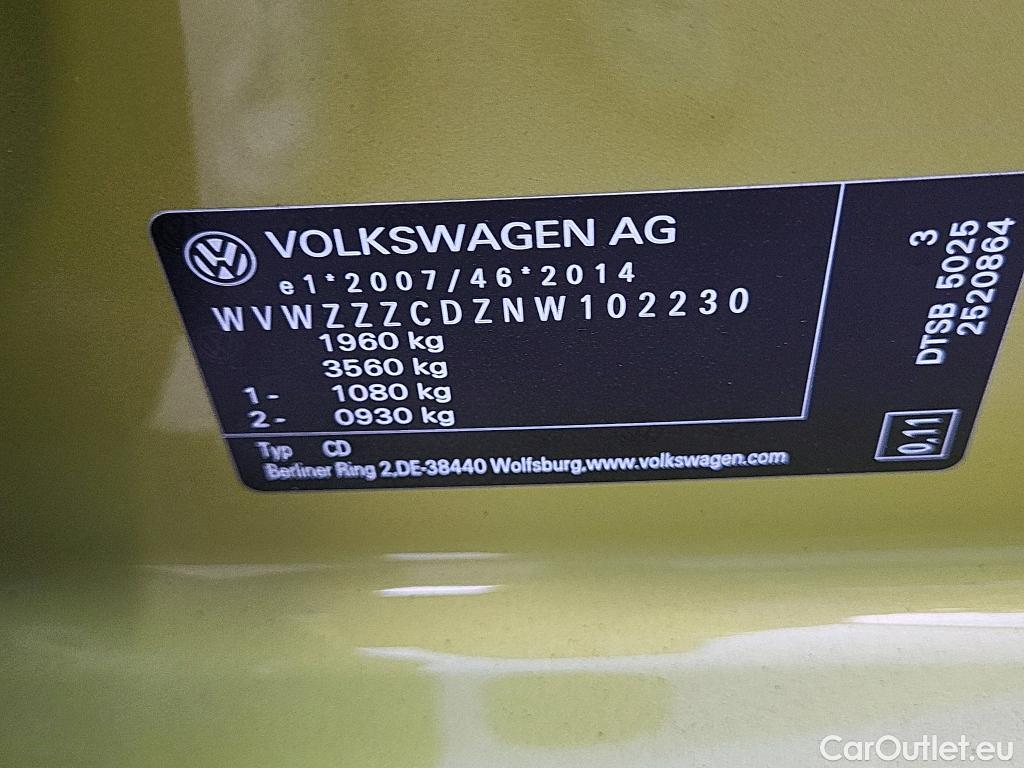 VOLKSWAGEN AG
e1*2007/46*2014
WVWZZZCDZNW102230
1960 kg
3560 kg
1- 1080 kg
2- 0930 kg
Typ CD
Berliner Ring 2,DE-38440 Wolfsburg,www.volkswagen.com
3
DTSB 5025
2520864
0,11
CarOutlet.eu